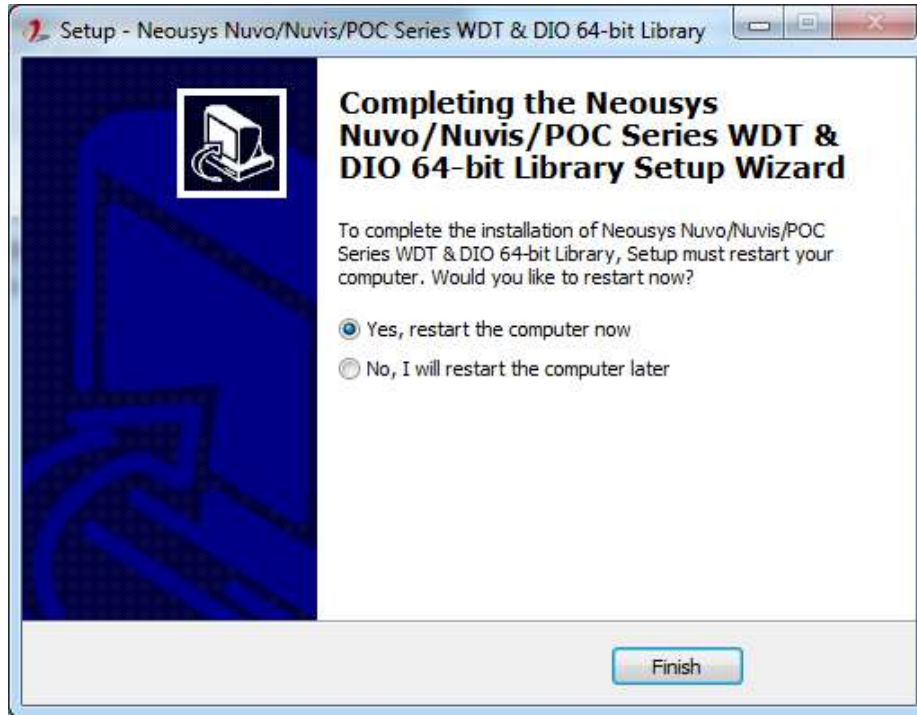 Setup - Neousys Nuvo/Nuvis/POC Series WDT & DIO 64-bit Library
Completing the Neousys
Nuvo/Nuvis/POC Series WDT &
DIO 64-bit Library Setup Wizard
To complete the installation of Neousys Nuvo/Nuvis/POC
Series WDT & DIO 64-bit Library, Setup must restart your
computer. Would you like to restart now?
Yes, restart the computer now
No, I will restart the computer later
Finish